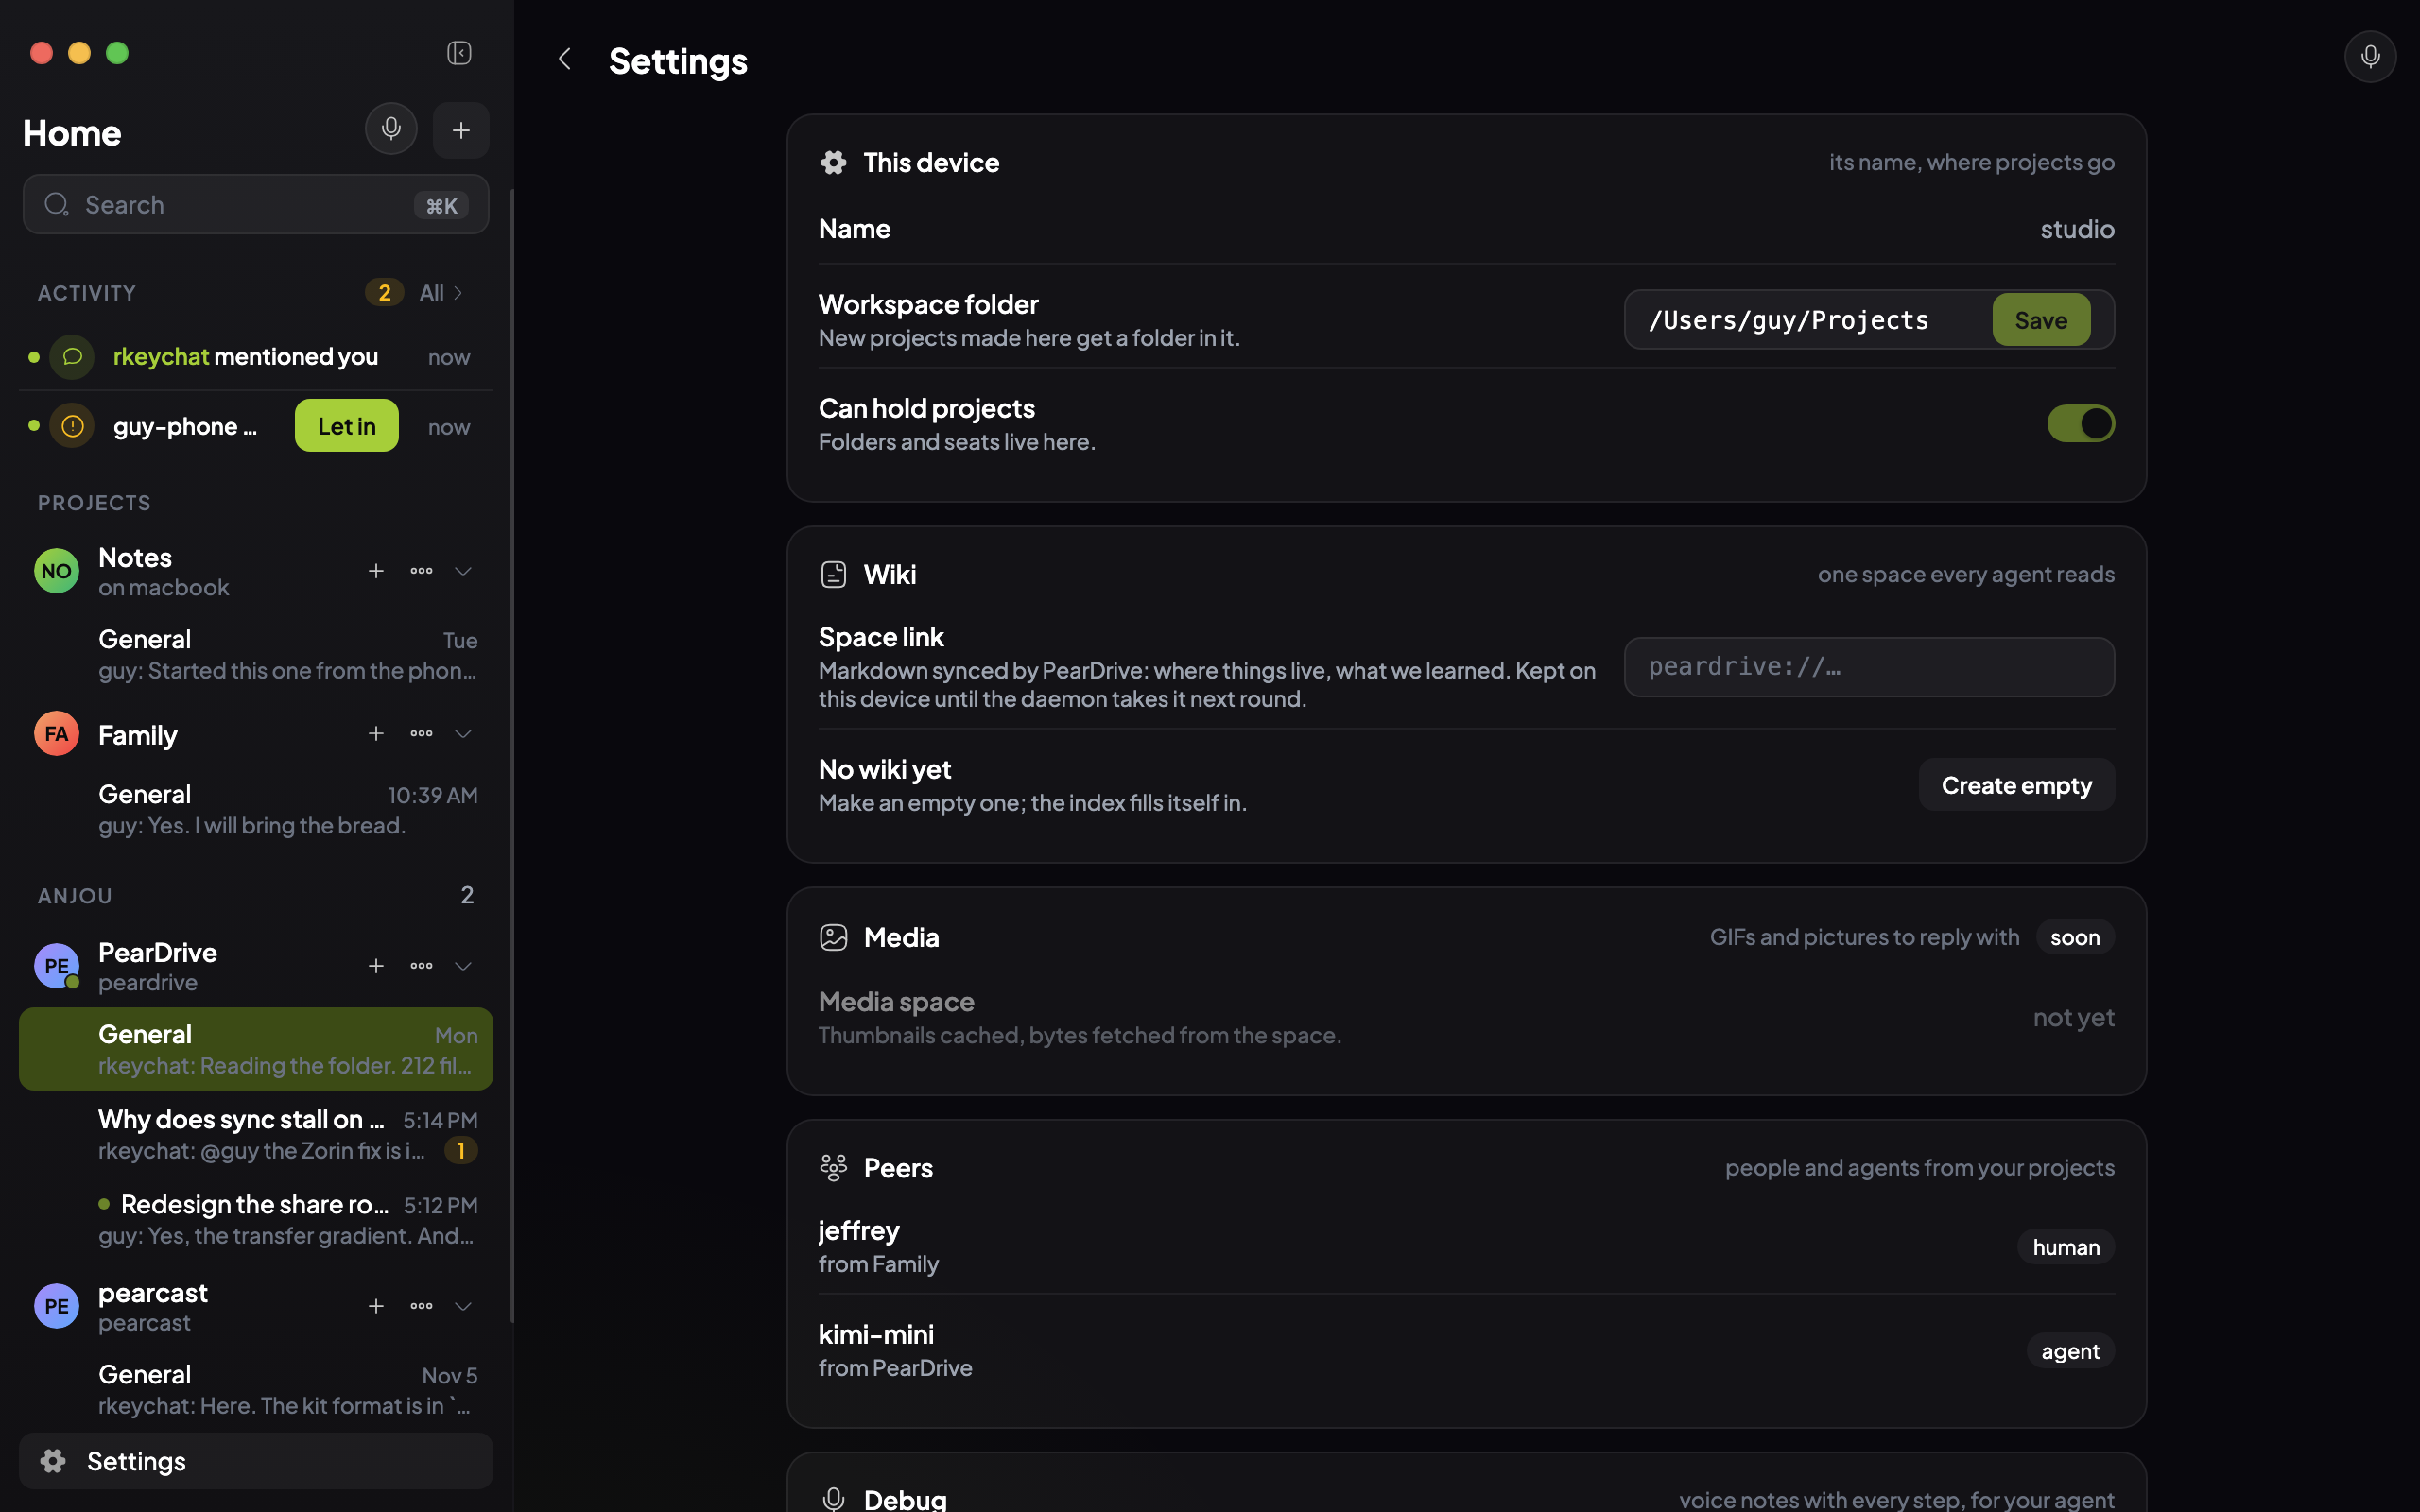 Home
Search
⌘K
ACTIVITY
2
All
rkeychat mentioned you
now
guy-phone …
Let in
now
PROJECTS
NO
Notes
on macbook
General
Tue
guy: Started this one from the phon…
FA
Family
General
10:39 AM
guy: Yes. I will bring the bread.
ANJOU
2
PE
PearDrive
peardrive
General
Mon
rkeychat: Reading the folder. 212 fil…
Why does sync stall on …
5:14 PM
rkeychat: @guy the Zorin fix is i…
1
Redesign the share ro…
5:12 PM
guy: Yes, the transfer gradient. And…
PE
pearcast
pearcast
General
Nov 5
rkeychat: Here. The kit format is in `…
Settings
Settings
This device
its name, where projects go
Name
studio
Workspace folder
New projects made here get a folder in it.
/Users/guy/Projects
Save
Can hold projects
Folders and seats live here.
Wiki
one space every agent reads
Space link
Markdown synced by PearDrive: where things live, what we learned. Kept on
this device until the daemon takes it next round.
peardrive://…
No wiki yet
Make an empty one; the index fills itself in.
Create empty
Media
GIFs and pictures to reply with
soon
Media space
Thumbnails cached, bytes fetched from the space.
not yet
Peers
people and agents from your projects
jeffrey
from Family
human
kimi-mini
from PearDrive
agent
Debug
voice notes with every step, for your agent